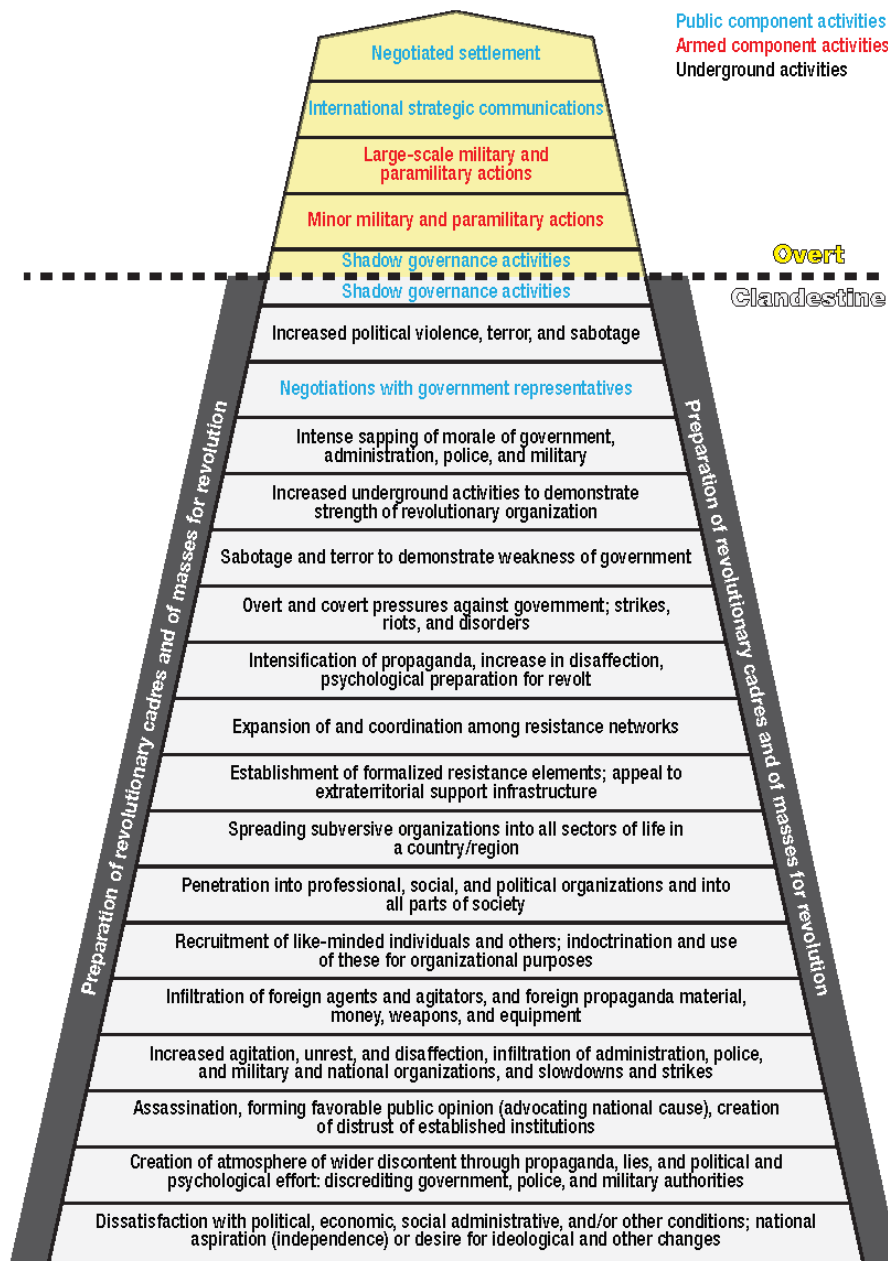 Public component activities
Armed component activities
Underground activities
Negotiated settlement
International strategic communications
Large-scale military and
paramilitary actions
Minor military and paramilitary actions
Shadow governance activities
Overt
Clandestine
Shadow governance activities
Increased political violence, terror, and sabotage
Negotiations with government representatives
Intense sapping of morale of government,
administration, police, and military
Increased underground activities to demonstrate
strength of revolutionary organization
Sabotage and terror to demonstrate weakness of government
Overt and covert pressures against government; strikes,
riots, and disorders
Intensification of propaganda, increase in disaffection,
psychological preparation for revolt
Expansion of and coordination among resistance networks
Establishment of formalized resistance elements; appeal to
extraterritorial support infrastructure
Spreading subversive organizations into all sectors of life in
a country/region
Penetration into professional, social, and political organizations and into
all parts of society
Recruitment of like-minded individuals and others; indoctrination and use
of these for organizational purposes
Infiltration of foreign agents and agitators, and foreign propaganda material,
money, weapons, and equipment
Increased agitation, unrest, and disaffection, infiltration of administration, police,
and military and national organizations, and slowdowns and strikes
Assassination, forming favorable public opinion (advocating national cause), creation
of distrust of established institutions
Creation of atmosphere of wider discontent through propaganda, lies, and political and
psychological effort: discrediting government, police, and military authorities
Dissatisfaction with political, economic, social administrative, and/or other conditions; national
aspiration (independence) or desire for ideological and other changes
Preparation of revolutionary cadres and of masses for revolution
Preparation of revolutionary cadres and of masses for revolution